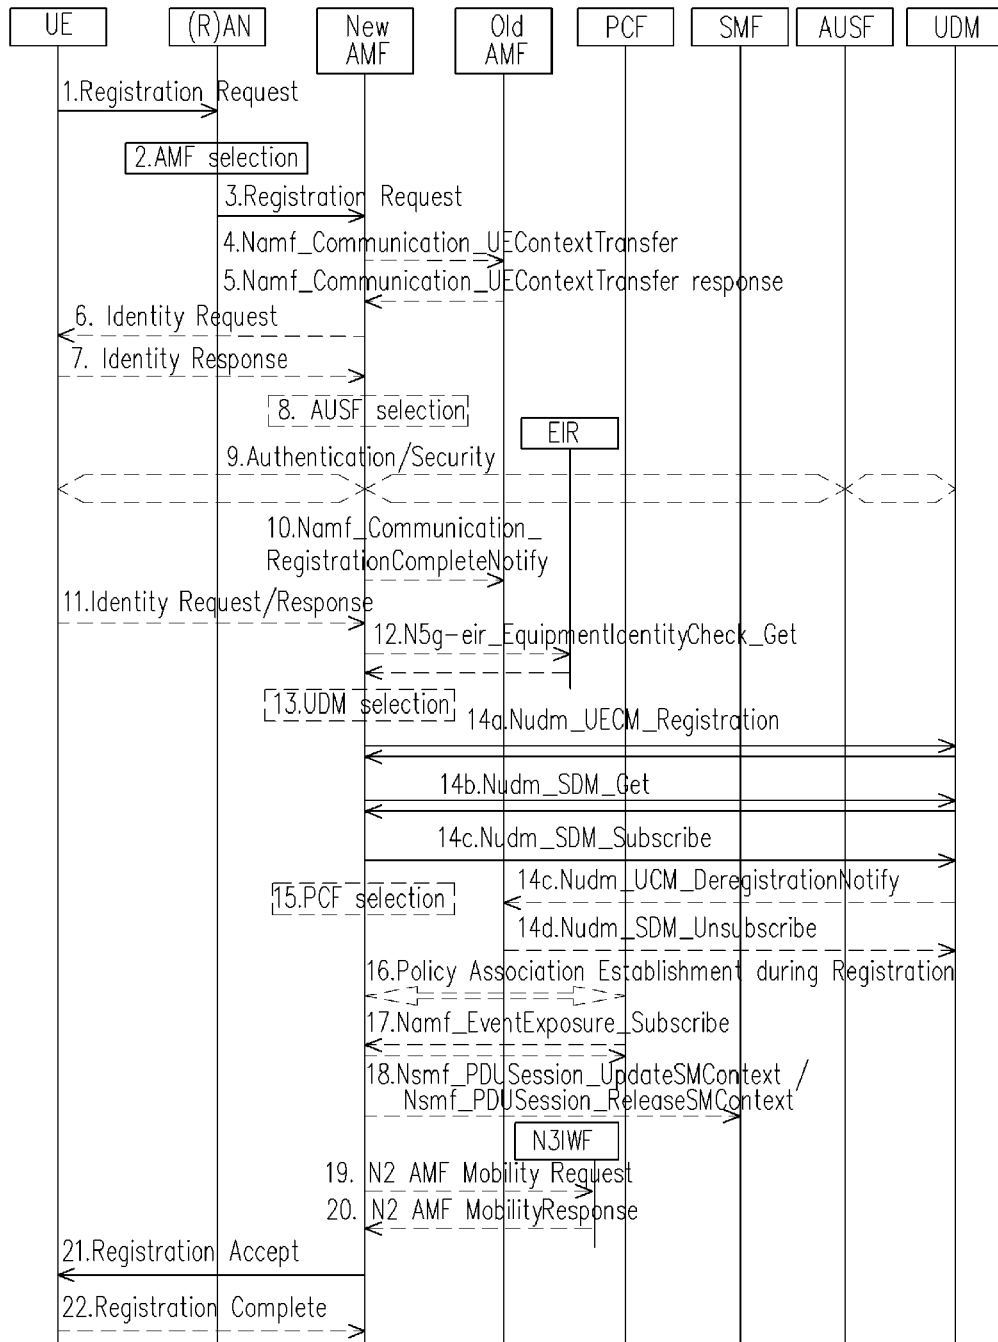 UE
(R)AN
New
AMF
Old
AMF
PCF
SMF
AUSF
UDM
1.Registration Request
2.AMF selection
3.Registration Request
4.Namf_Communication_UEContextTransfer
5.Namf_Communication_UEContextTransfer response
6. Identity Request
7. Identity Response
8. AUSF selection
EIR
9.Authentication/Security
10.Namf_Communication_
RegistrationCompleteNotify
11.Identity Request/Response
12.N5g-eir_EquipmentIdentityCheck_Get
13.UDM selection
14a.Nudm_UECM_Registration
14b.Nudm_SDM_Get
14c.Nudm_SDM_Subscribe
14c.Nudm_UCM_DeregistrationNotify
15.PCF selection
14d.Nudm_SDM_Unsubscribe
16.Policy Association Establishment during Registration
17.Namf_EventExposure_Subscribe
18.Nsmf_PDUSession_UpdateSMContext /
Nsmf_PDUSession_ReleaseSMContext
N3IWF
19. N2 AMF Mobility Request
20. N2 AMF MobilityResponse
21.Registration Accept
22.Registration Complete